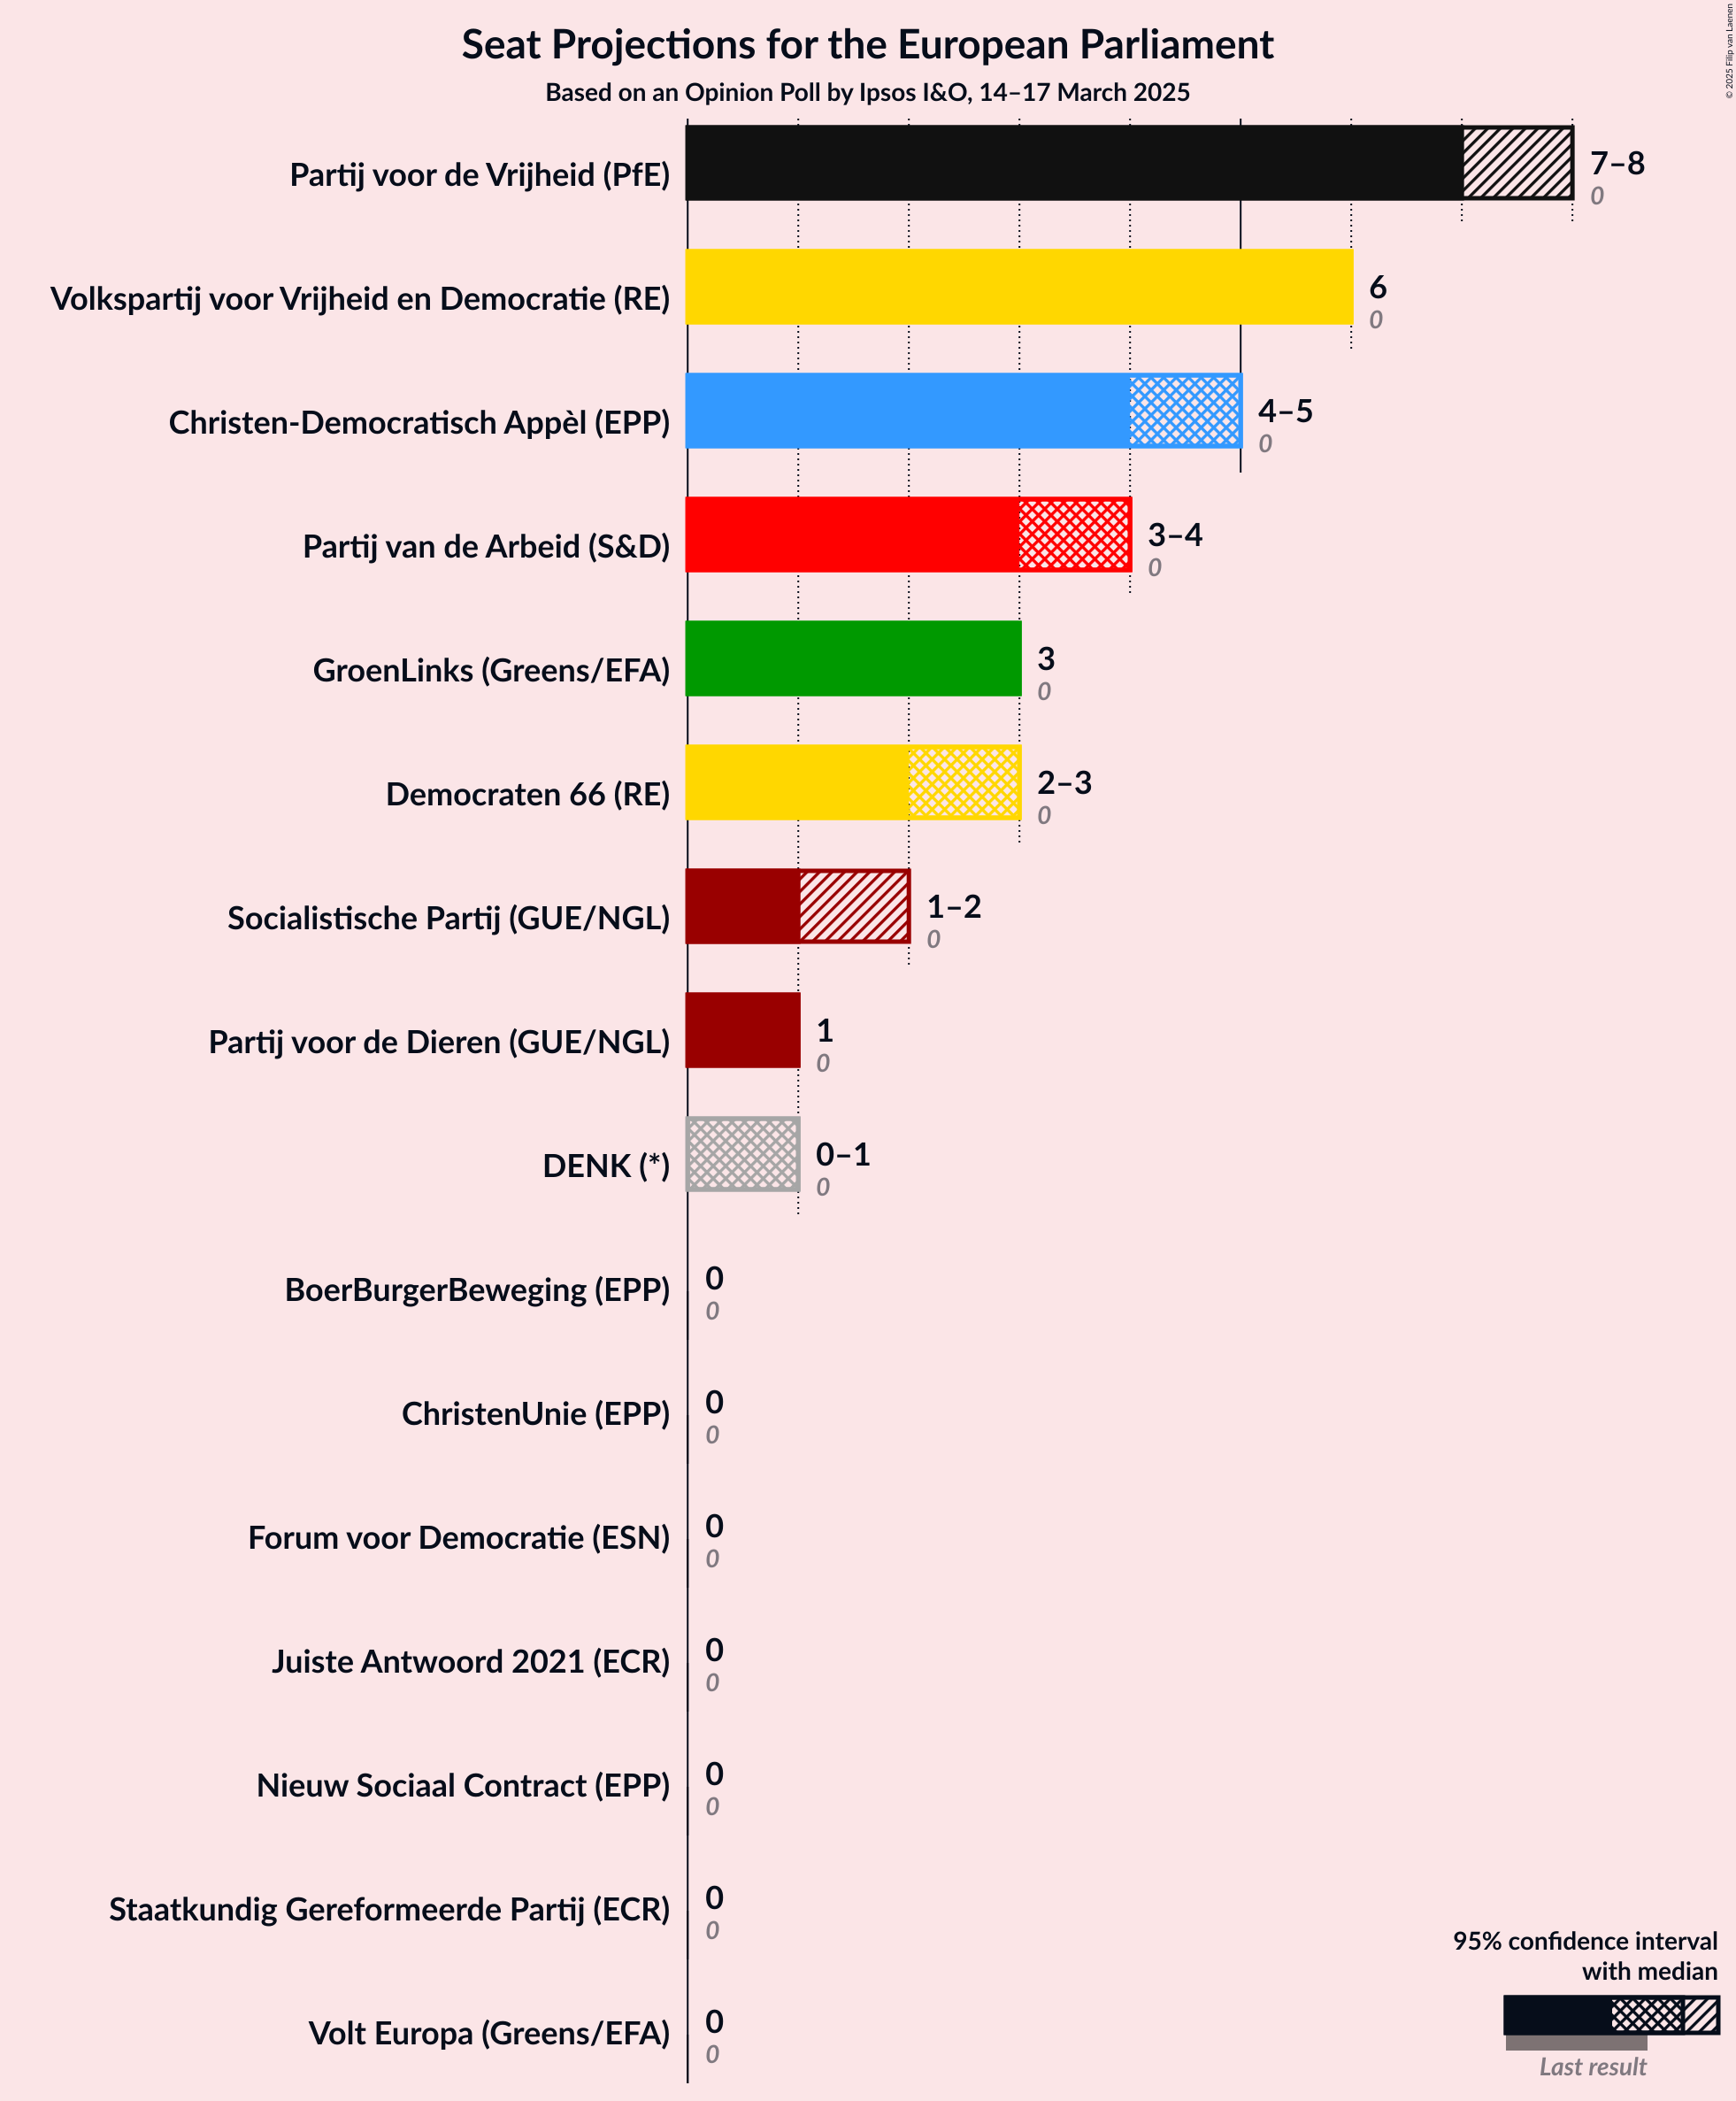 Seat Projections for the European Parliament
Based on an Opinion Poll by Ipsos I&O, 14–17 March 2025
© 2025 Filip van Laenen
Partij voor de Vrijheid (PfE)
7–8
0
Volkspartij voor Vrijheid en Democratie (RE)
6
0
Christen-Democratisch Appèl (EPP)
4–5
0
Partij van de Arbeid (S&D)
3–4
0
GroenLinks (Greens/EFA)
3
0
Democraten 66 (RE)
2–3
0
Socialistische Partij (GUE/NGL)
1–2
0
Partij voor de Dieren (GUE/NGL)
1
0
DENK (*)
0–1
0
BoerBurgerBeweging (EPP)
0
0
ChristenUnie (EPP)
0
0
Forum voor Democratie (ESN)
0
0
Juiste Antwoord 2021 (ECR)
0
0
Nieuw Sociaal Contract (EPP)
0
0
Staatkundig Gereformeerde Partij (ECR)
0
0
Volt Europa (Greens/EFA)
0
0
95% confidence interval
with median
Last result